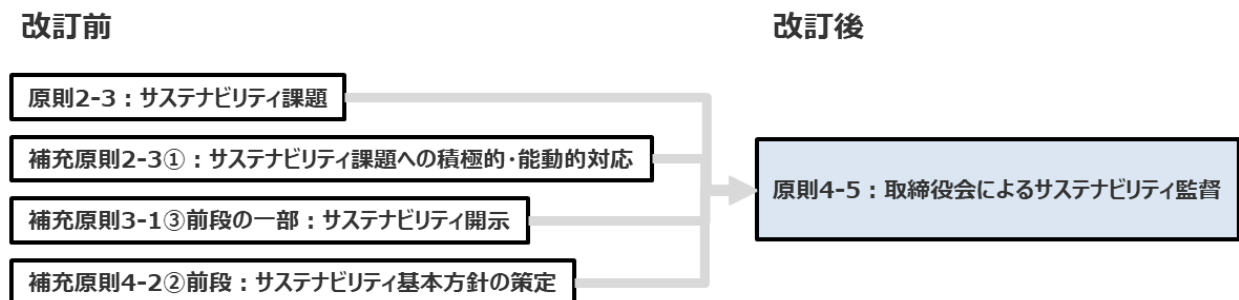 改訂前
改訂後
原則2-3：サステナビリティ課題
補充原則2-3①：サステナビリティ課題への積極的・能動的対応
補充原則3-1③前段の一部：サステナビリティ開示
補充原則4-2②前段：サステナビリティ基本方針の策定
原則4-5：取締役会によるサステナビリティ監督